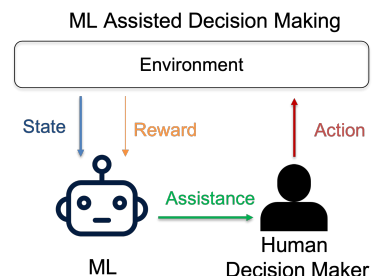 ML Assisted Decision Making
Environment
State
Reward
Action
Assistance
ML
Human
Decision Maker